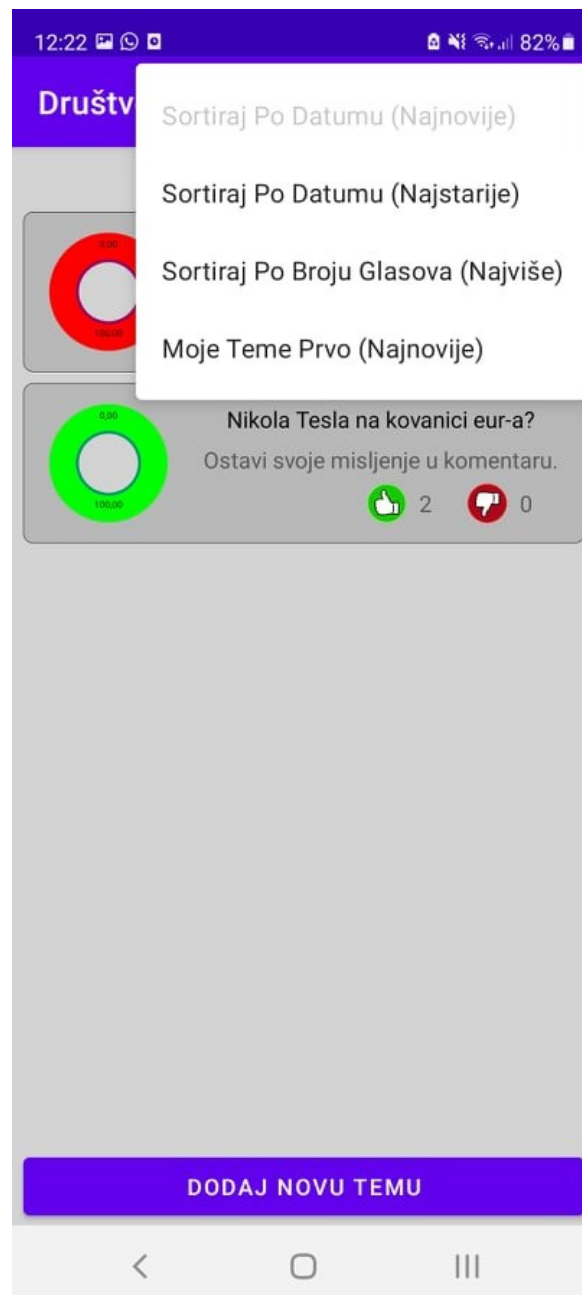 12:22
82%
Društv
Sortiraj Po Datumu (Najnovije)
Sortiraj Po Datumu (Najstarije)
Sortiraj Po Broju Glasova (Najviše)
Moje Teme Prvo (Najnovije)
0,00
100,00
0,00
100,00
Nikola Tesla na kovanici eur-a?
Ostavi svoje misljenje u komentaru.
2
0
DODAJ NOVU TEMU